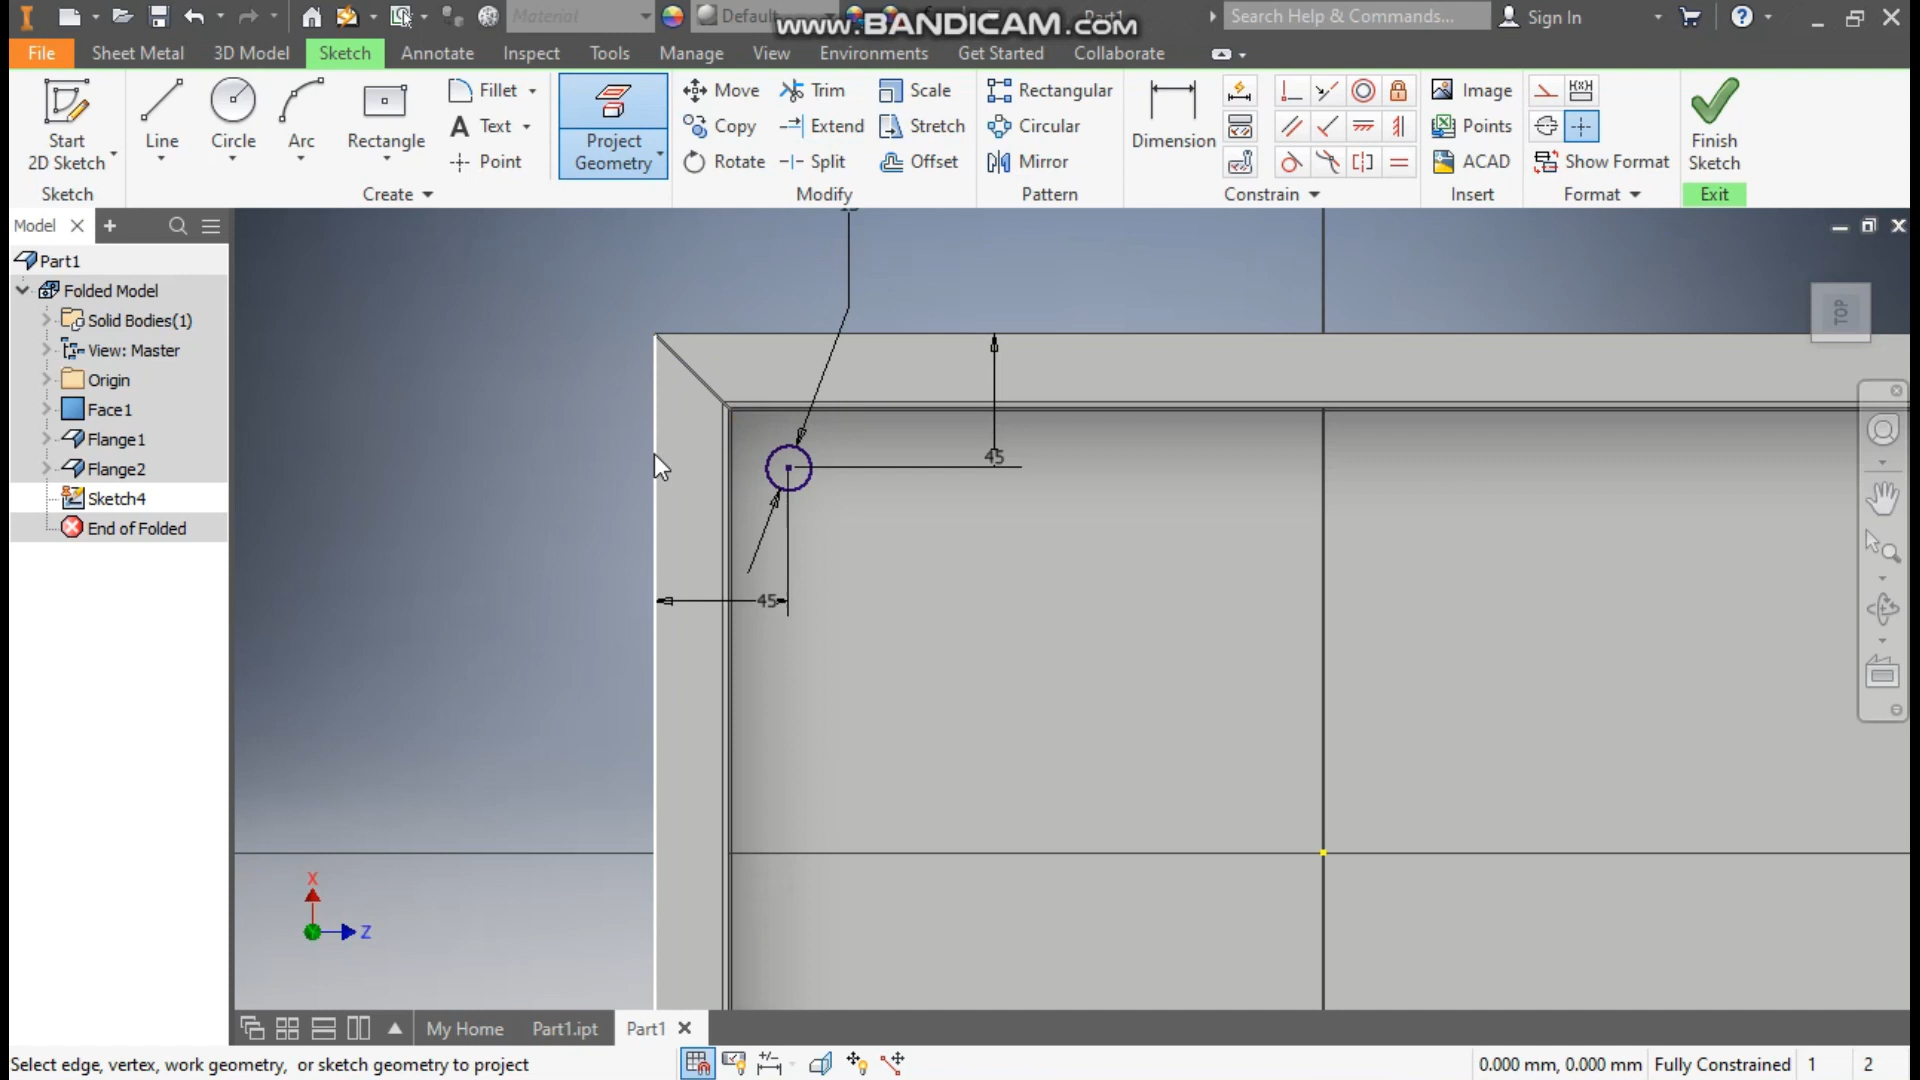 Material
Default
www.BANDICAM.com
Part1
Search Help & Commands...
Sign In
File Sheet Metal 3D Model Sketch Annotate Inspect Tools Manage View Environments Get Started Collaborate
Start
2D Sketch
Line
Circle
Arc
Rectangle
Fillet
Text
Point
Project
Geometry
Move
Copy
Rotate
Trim
Extend
Split
Scale
Stretch
Offset
Rectangular
Circular
Mirror
Dimension
Image
Points
ACAD
Show Format
Finish
Sketch
Sketch Create Modify Pattern Constrain Insert Format Exit
Model
Part1
Folded Model
Solid Bodies(1)
View: Master
Origin
Face1
Flange1
Flange2
Sketch4
End of Folded
TOP
45
45
X
Z
My Home Part1.ipt Part1
Select edge, vertex, work geometry, or sketch geometry to project
0.000 mm, 0.000 mm Fully Constrained 1 2